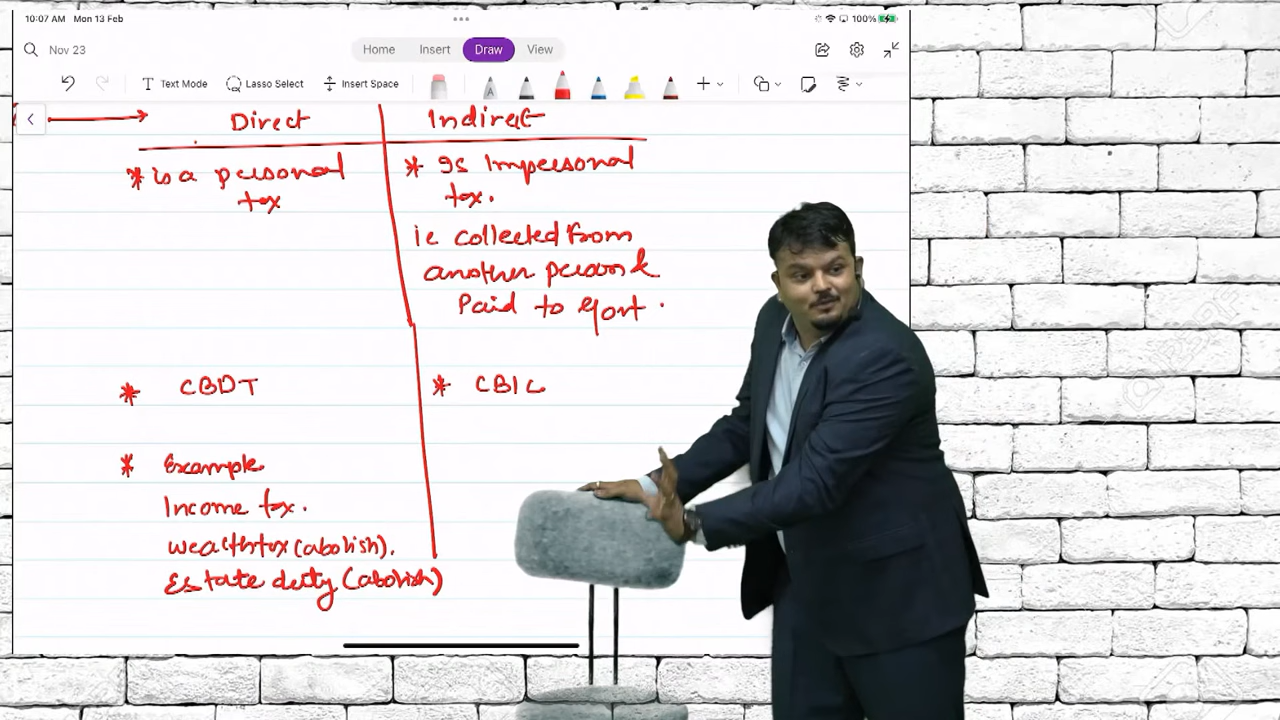 10:07 AM Mon 13 Feb
100%
Nov 23
Home Insert Draw View
Text Mode Lasso Select Insert Space
Direct Indirect
* is a personal tax
* Is Impersonal tax.
ie collected from
another person &
Paid to Govt.
* CBDT * CBIC
* Example
Income tax.
wealthtax (abolish).
Estate duty (abolish)